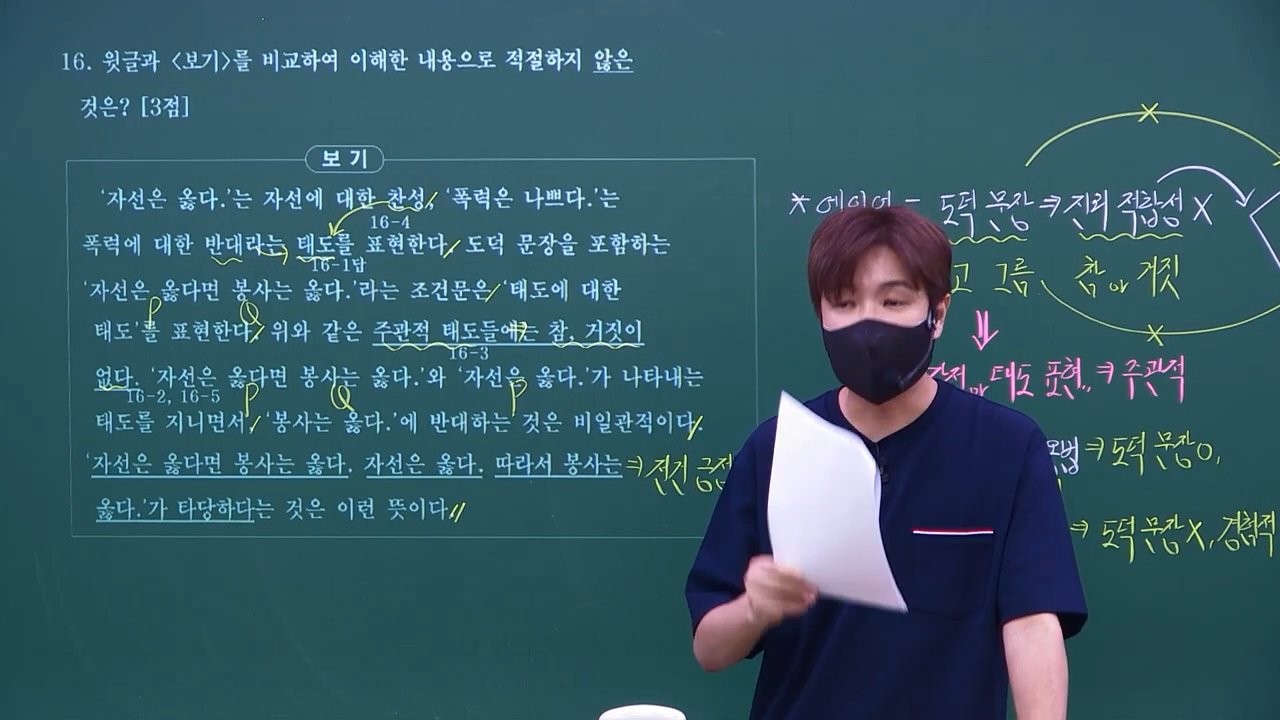 16. 윗글과 <보기>를 비교하여 이해한 내용으로 적절하지 않은
것은? [3점]
보 기
'자선은 옳다.'는 자선에 대한 찬성, '폭력은 나쁘다.'는
16-4
폭력에 대한 반대라는 태도를 표현한다. 도덕 문장을 포함하는
16-1답
'자선은 옳다면 봉사는 옳다.'라는 조건문은 '태도에 대한
P Q
태도'를 표현한다. 위와 같은 주관적 태도들에는 참, 거짓이
16-3
없다. '자선은 옳다면 봉사는 옳다.'와 '자선은 옳다.'가 나타내는
16-2, 16-5 P Q P
태도를 지니면서, '봉사는 옳다.'에 반대하는 것은 비일관적이다.
'자선은 옳다면 봉사는 옳다. 자선은 옳다. 따라서 봉사는 ⇒ 전건 긍정
옳다.'가 타당하다는 것은 이런 뜻이다.
* 에이어 - 도덕 문장 ⇒ 진리 적합성 X
고 그름 참 or 거짓
태도 표현 ⇒ 주관적
⇒ 도덕 문장 O,
⇒ 도덕 문장 X, 경험적